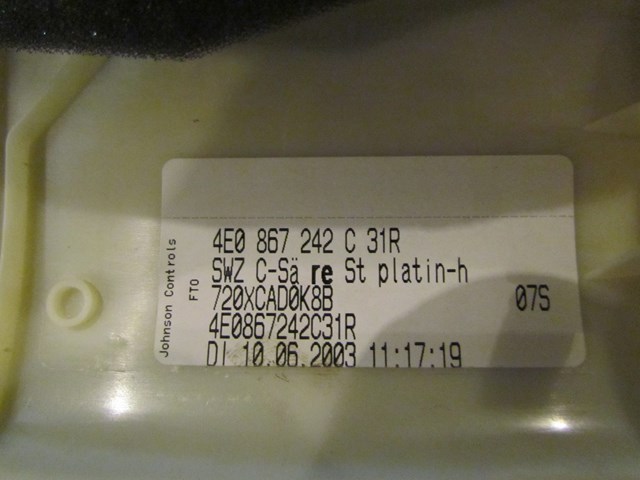 Johnson Controls
FTO
4E0 867 242 C 31R
SWZ C-Sä re St platin-h
720XCAD0K8B 07S
4E0867242C31R
DI 10.06.2003 11:17:19